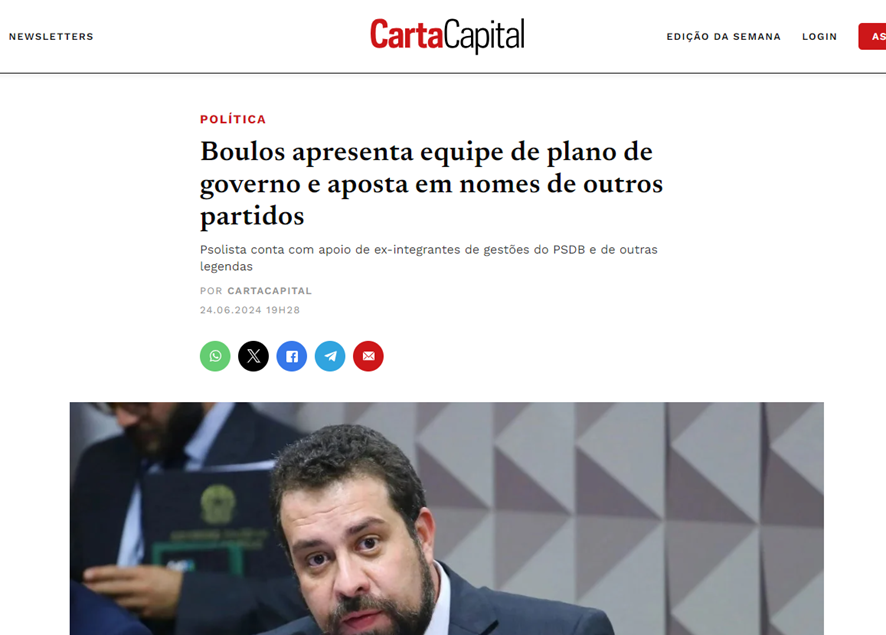 NEWSLETTERS
CartaCapital
EDIÇÃO DA SEMANA
LOGIN
AS
POLÍTICA
Boulos apresenta equipe de plano de
governo e aposta em nomes de outros
partidos
Psolista conta com apoio de ex-integrantes de gestões do PSDB e de outras
legendas
POR CARTACAPITAL
24.06.2024 19H28